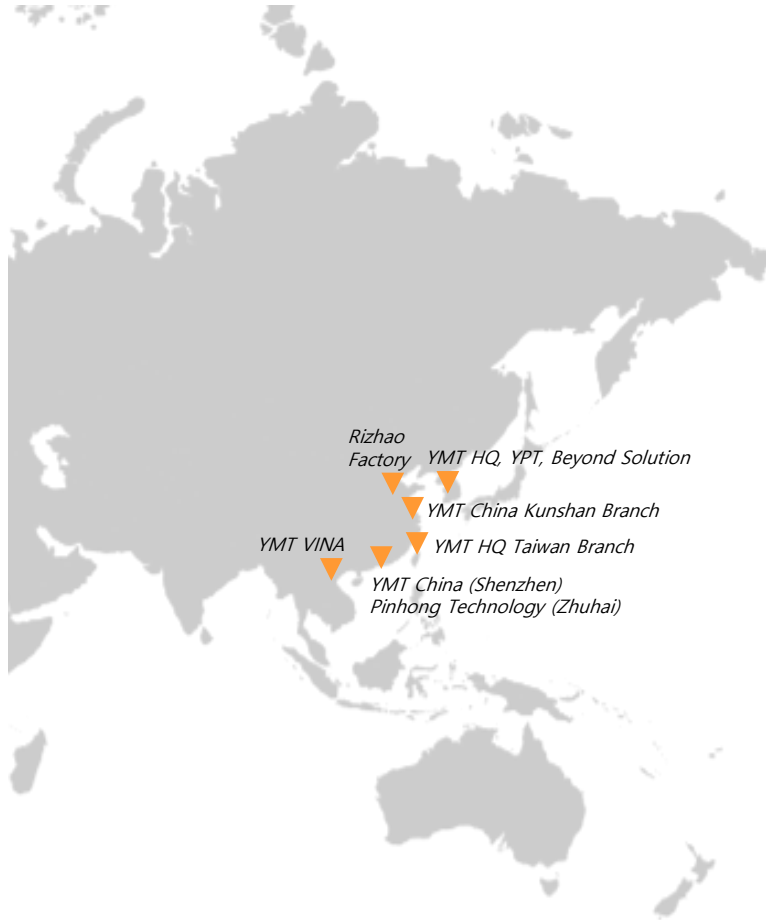 Rizhao
Factory
YMT HQ, YPT, Beyond Solution
YMT China Kunshan Branch
YMT VINA
YMT HQ Taiwan Branch
YMT China (Shenzhen)
Pinhong Technology (Zhuhai)